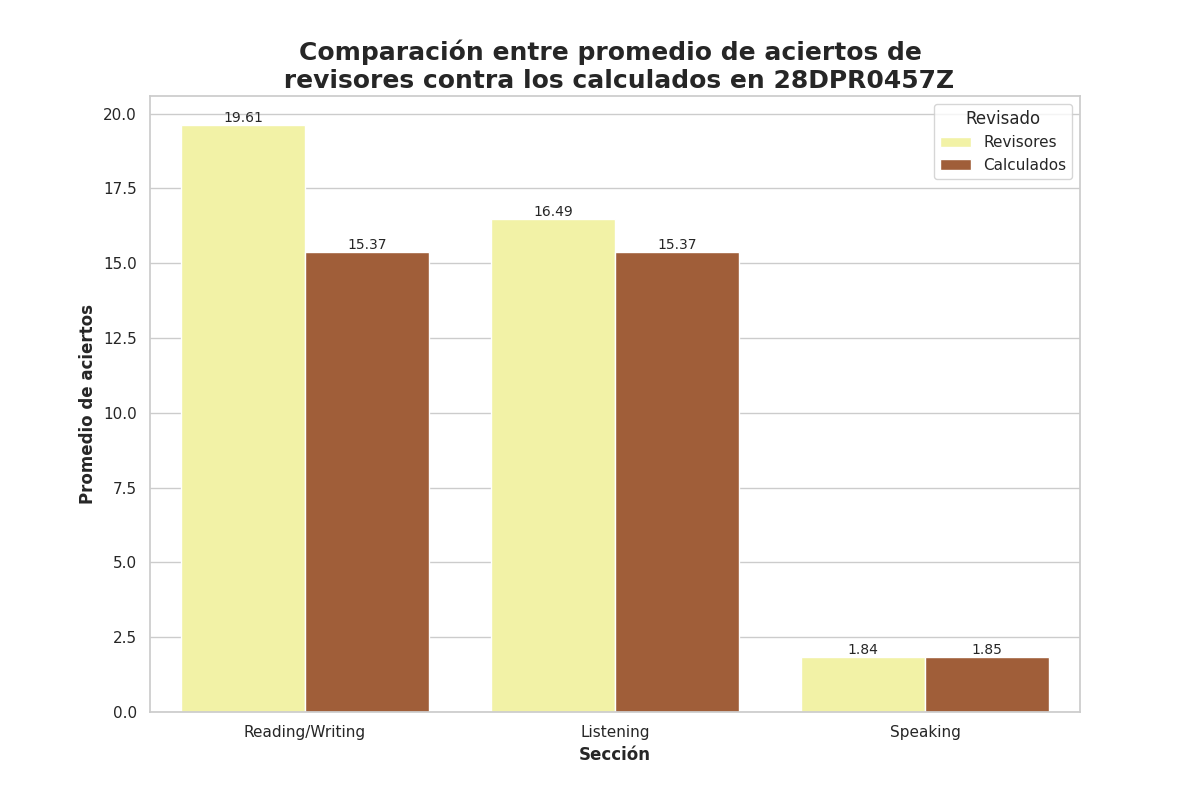 Comparación entre promedio de aciertos de
revisores contra los calculados en 28DPR0457Z
Revisado
Revisores
Calculados
Promedio de aciertos
20.0
17.5
15.0
12.5
10.0
7.5
5.0
2.5
0.0
19.61
15.37
16.49
15.37
1.84
1.85
Reading/Writing
Listening
Speaking
Sección